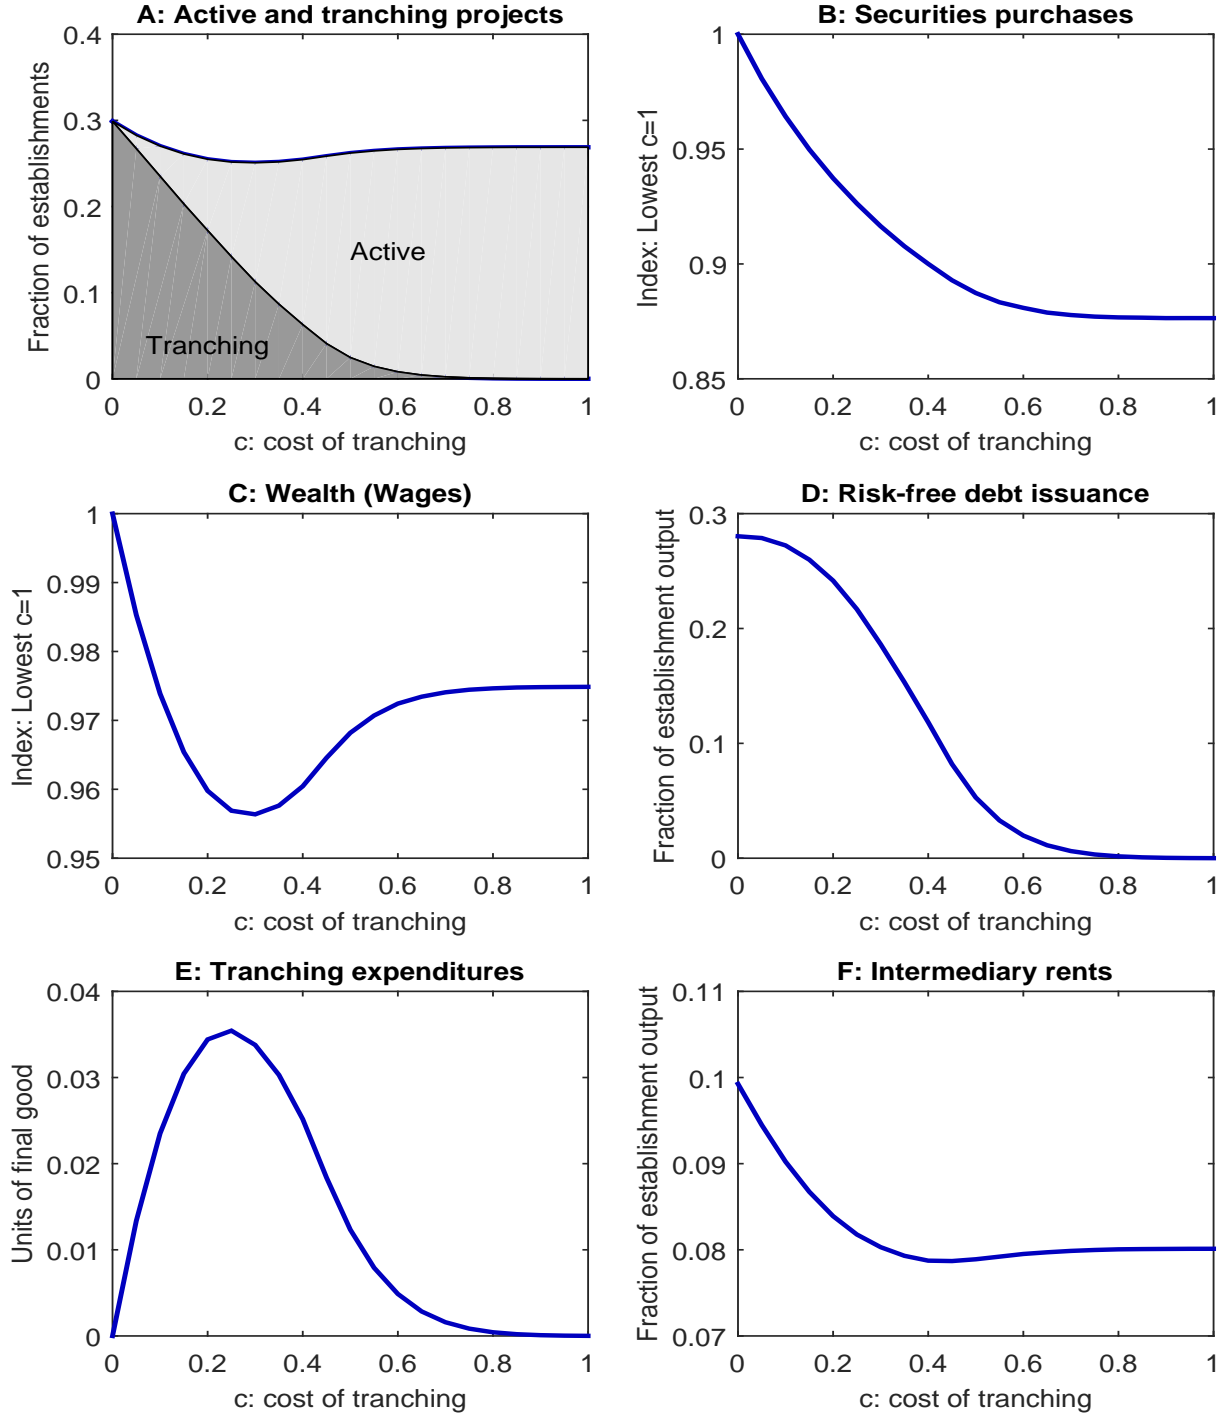 A: Active and tranching projects
Fraction of establishments
0.4
0.3
0.2
0.1
0
Active
Tranching
0 0.2 0.4 0.6 0.8 1
c: cost of tranching
B: Securities purchases
Index: Lowest c=1
1
0.95
0.9
0.85
0 0.2 0.4 0.6 0.8 1
c: cost of tranching
C: Wealth (Wages)
Index: Lowest c=1
1
0.99
0.98
0.97
0.96
0.95
0 0.2 0.4 0.6 0.8 1
c: cost of tranching
D: Risk-free debt issuance
Fraction of establishment output
0.3
0.2
0.1
0
0 0.2 0.4 0.6 0.8 1
c: cost of tranching
E: Tranching expenditures
Units of final good
0.04
0.03
0.02
0.01
0
0 0.2 0.4 0.6 0.8 1
c: cost of tranching
F: Intermediary rents
Fraction of establishment output
0.11
0.1
0.09
0.08
0.07
0 0.2 0.4 0.6 0.8 1
c: cost of tranching